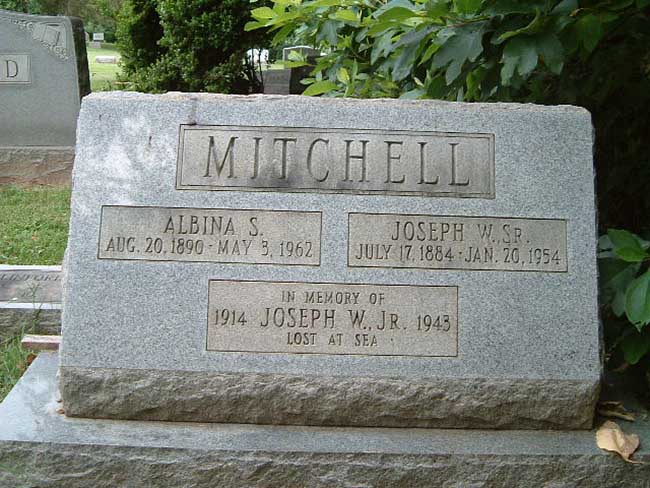 D
MITCHELL
ALBINA S.
AUG. 20, 1890 - MAY 3, 1962
JOSEPH W., SR.
JULY 17, 1884 - JAN. 20, 1954
IN MEMORY OF
1914 JOSEPH W., JR. 1943
LOST AT SEA